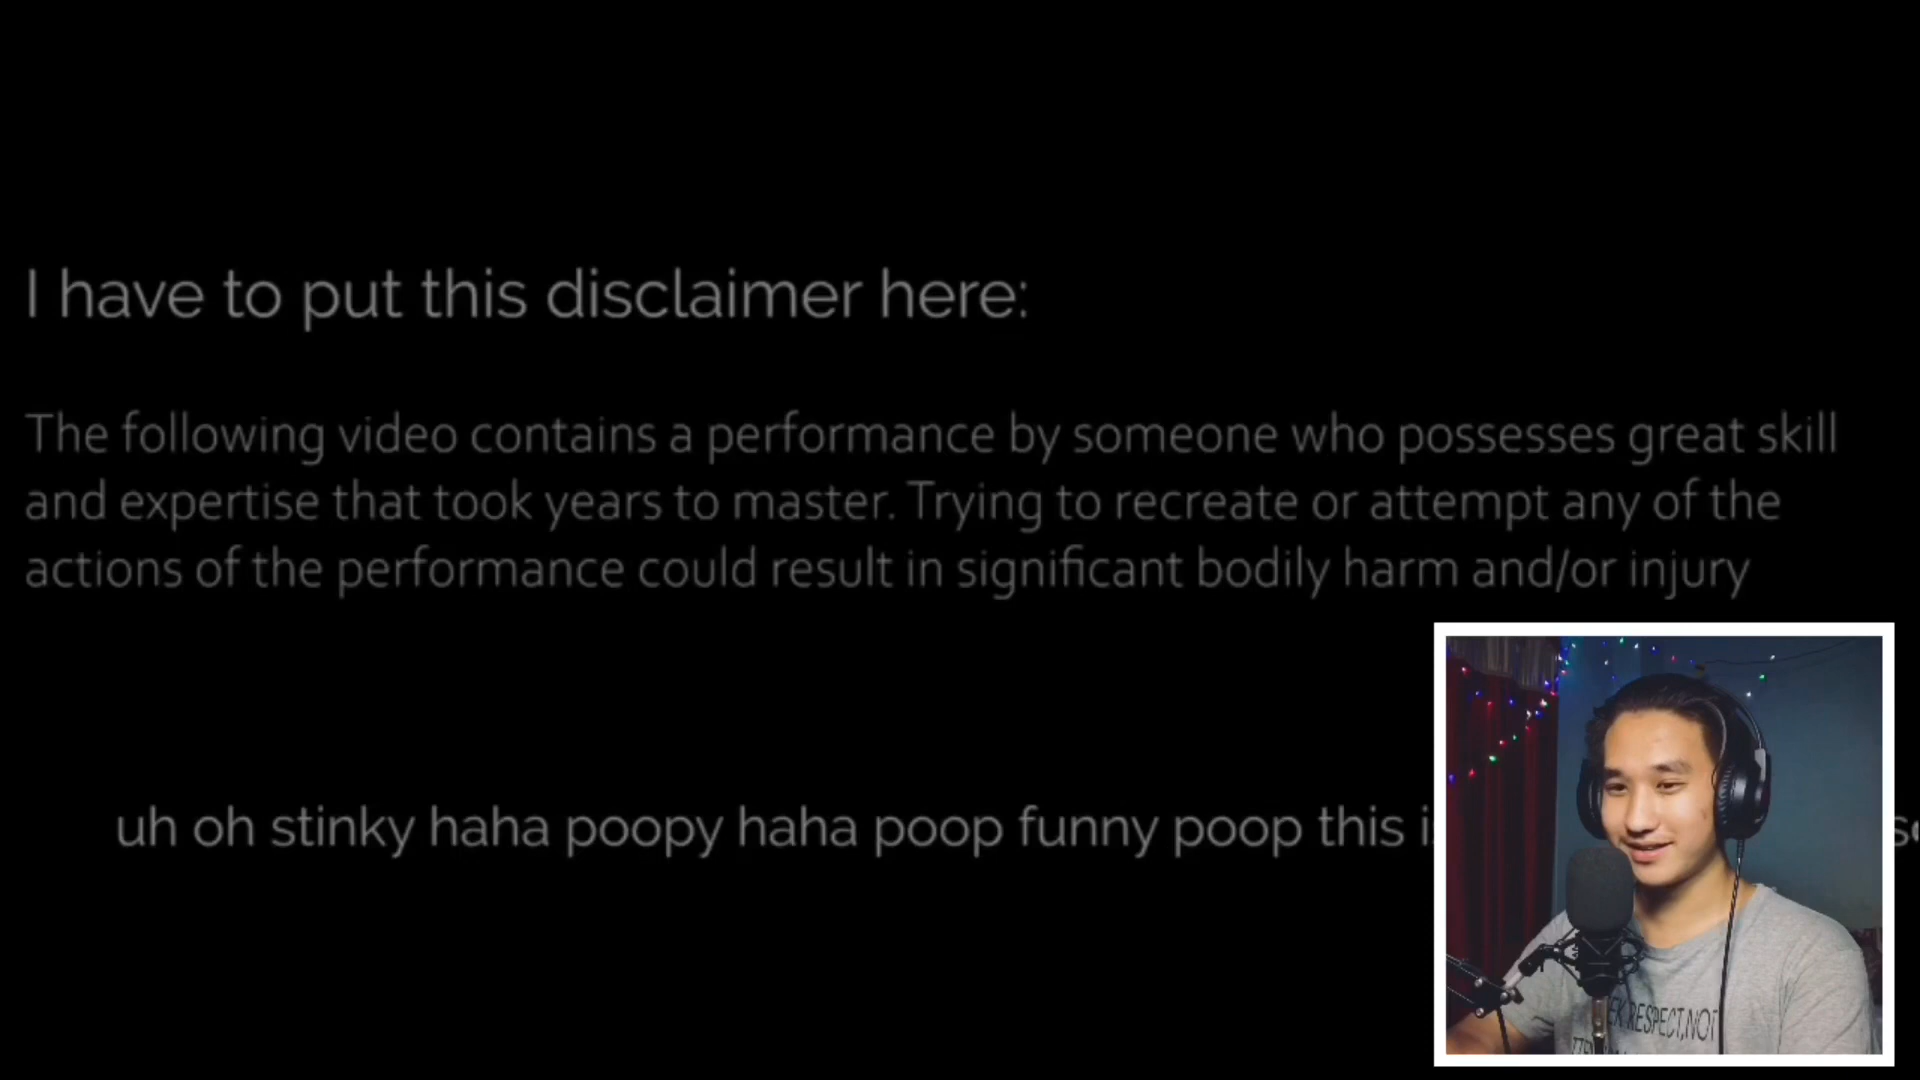 I have to put this disclaimer here:
The following video contains a performance by someone who possesses great skill
and expertise that took years to master. Trying to recreate or attempt any of the
actions of the performance could result in significant bodily harm and/or injury
uh oh stinky haha poopy haha poop funny poop this
RESPECT,NOT